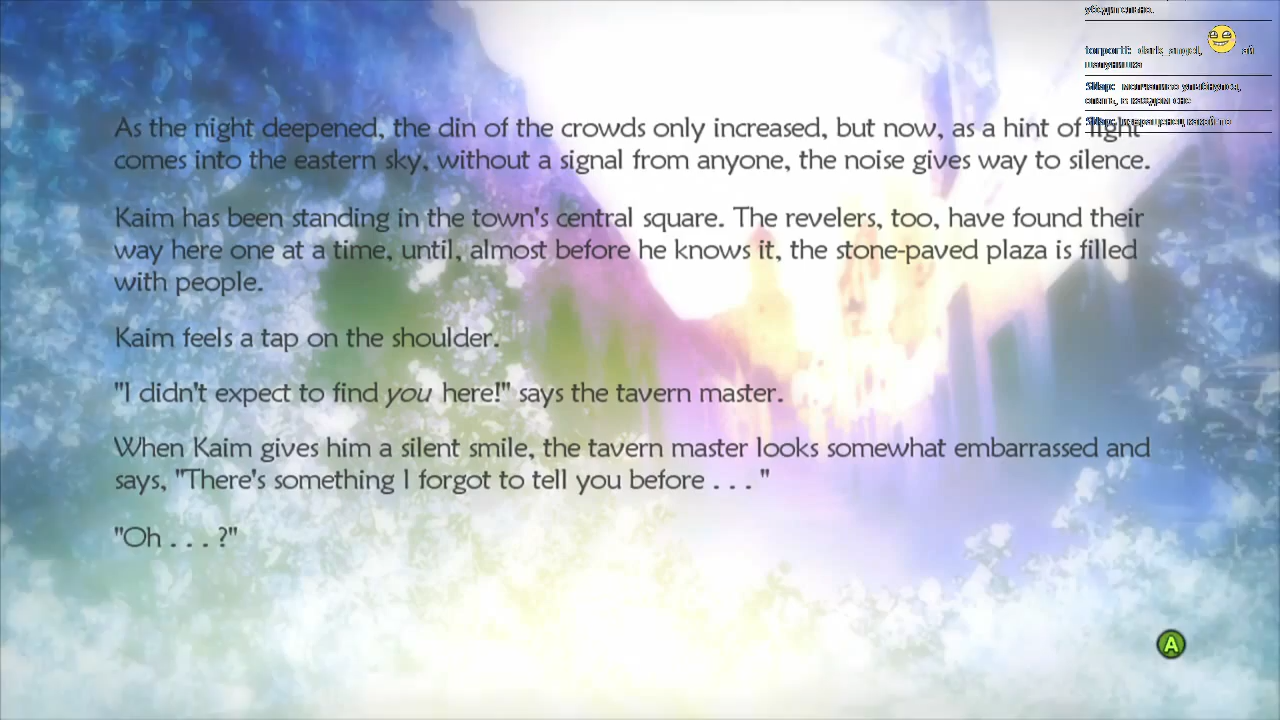 As the night deepened, the din of the crowds only increased, but now, as a hint of light
comes into the eastern sky, without a signal from anyone, the noise gives way to silence.
Kaim has been standing in the town's central square. The revelers, too, have found their
way here one at a time, until, almost before he knows it, the stone-paved plaza is filled
with people.
Kaim feels a tap on the shoulder.
"I didn't expect to find you here!" says the tavern master.
When Kaim gives him a silent smile, the tavern master looks somewhat embarrassed and
says, "There's something I forgot to tell you before . . . "
"Oh . . . ?"
A
убедительно.
dark_angel, ай
шалунишка